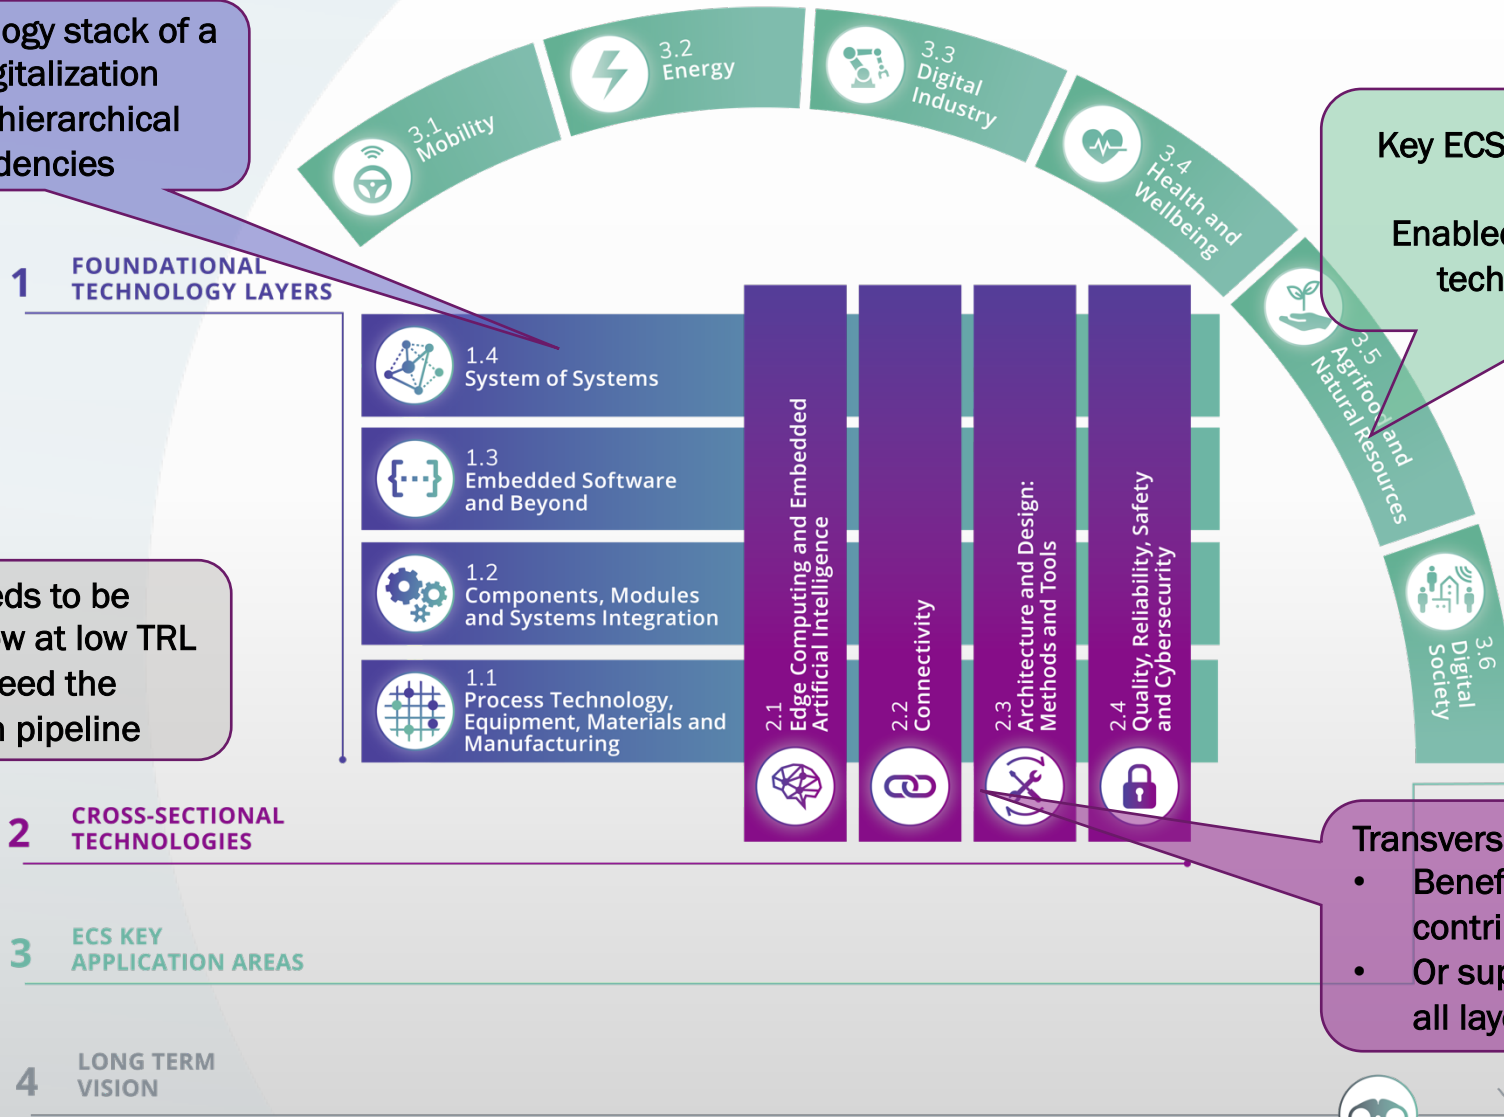 ogy stack of a
gitalization
hierarchical
dencies
3.1
Mobility
3.2
Energy
3.3
Digital
Industry
3.4
Health and
Wellbeing
3.5
Agrifood and
Natural Resources
3.6
Digital
Society
Key ECS
Enabled
tech
1
FOUNDATIONAL
TECHNOLOGY LAYERS
1.4
System of Systems
1.3
Embedded Software
and Beyond
1.2
Components, Modules
and Systems Integration
1.1
Process Technology,
Equipment, Materials and
Manufacturing
2.1
Edge Computing and Embedded
Artificial Intelligence
2.2
Connectivity
2.3
Architecture and Design:
Methods and Tools
2.4
Quality, Reliability, Safety
and Cybersecurity
eds to be
ow at low TRL
eed the
n pipeline
2
CROSS-SECTIONAL
TECHNOLOGIES
Transvers
• Benef
contri
• Or sup
all lay
3
ECS KEY
APPLICATION AREAS
4
LONG TERM
VISION